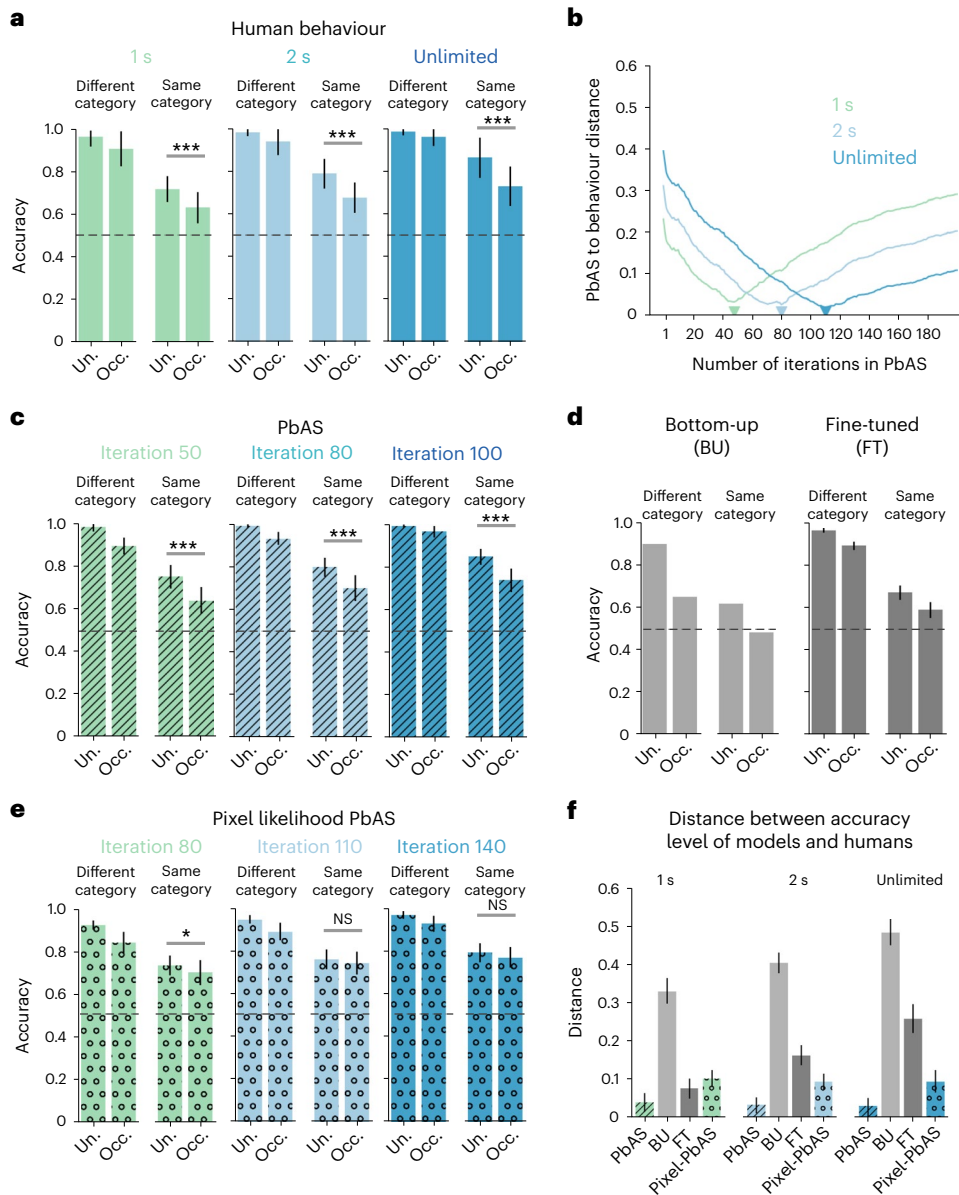 a
Human behaviour
1 s
2 s
Unlimited
Different category
Same category
Different category
Same category
Different category
Same category
***
***
***
Accuracy
1.0
0.8
0.6
0.4
0.2
0
Un.
Occ.
Un.
Occ.
Un.
Occ.
Un.
Occ.
Un.
Occ.
Un.
Occ.
b
PbAS to behaviour distance
0.6
0.5
0.4
0.3
0.2
0.1
0
1 s
2 s
Unlimited
1 20 40 60 80 100 120 140 160 180
Number of iterations in PbAS
c
PbAS
Iteration 50
Iteration 80
Iteration 100
Different category
Same category
Different category
Same category
Different category
Same category
***
***
***
Accuracy
1.0
0.8
0.6
0.4
0.2
0
Un.
Occ.
Un.
Occ.
Un.
Occ.
Un.
Occ.
Un.
Occ.
Un.
Occ.
d
Bottom-up
(BU)
Fine-tuned
(FT)
Different category
Same category
Different category
Same category
Accuracy
1.0
0.8
0.6
0.4
0.2
0
Un.
Occ.
Un.
Occ.
Un.
Occ.
Un.
Occ.
e
Pixel likelihood PbAS
Iteration 80
Iteration 110
Iteration 140
Different category
Same category
Different category
Same category
Different category
Same category
*
NS
NS
Accuracy
1.0
0.8
0.6
0.4
0.2
0
Un.
Occ.
Un.
Occ.
Un.
Occ.
Un.
Occ.
Un.
Occ.
Un.
Occ.
f
Distance between accuracy
level of models and humans
1 s
2 s
Unlimited
Distance
0.6
0.5
0.4
0.3
0.2
0.1
0
PbAS
BU
FT
Pixel-PbAS
PbAS
BU
FT
Pixel-PbAS
PbAS
BU
FT
Pixel-PbAS